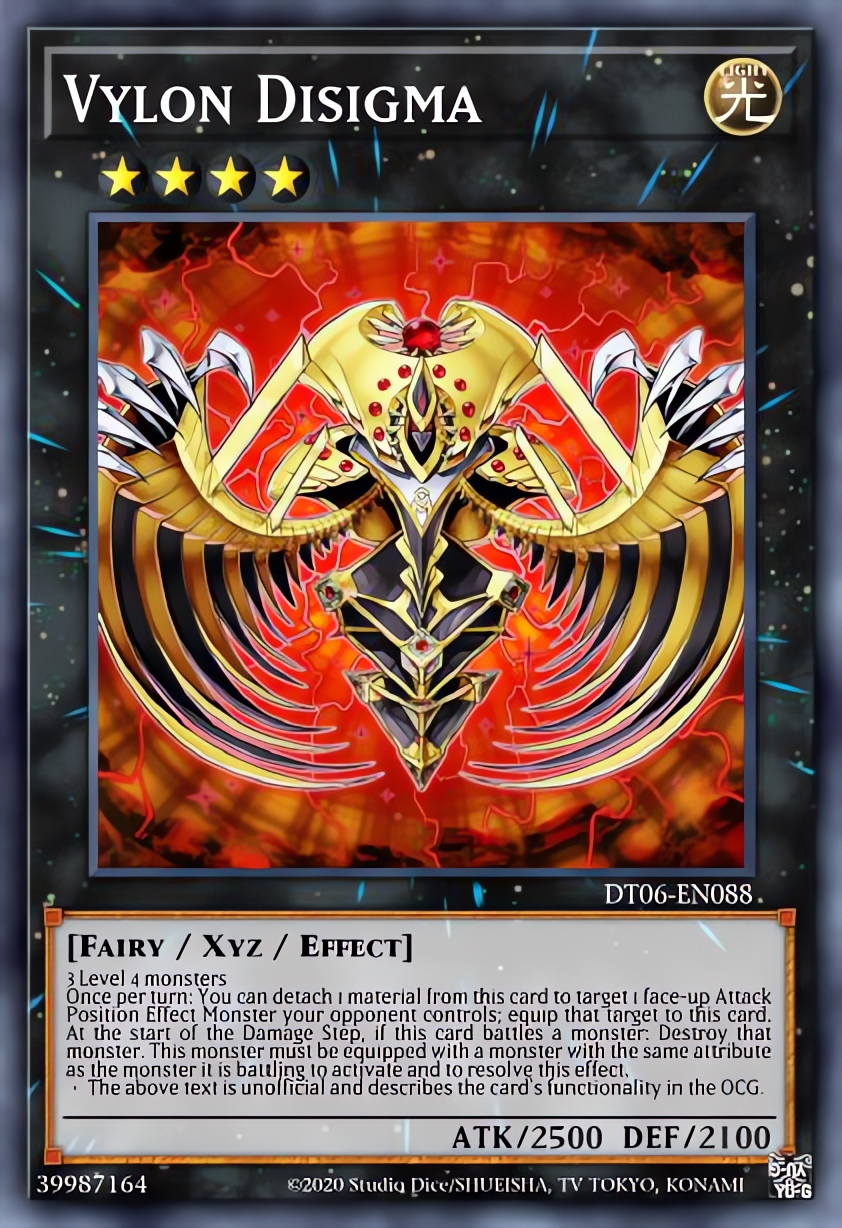 VYLON DISIGMA
LIGHT
光
DT06-EN088
[FAIRY / XYZ / EFFECT]
3 Level 4 monsters
Once per turn: You can detach 1 material from this card to target 1 face-up Attack
Position Effect Monster your opponent controls; equip that target to this card.
At the start of the Damage Step, if this card battles a monster: Destroy that
monster. This monster must be equipped with a monster with the same attribute
as the monster it is battling to activate and to resolve this effect.
· The above text is unofficial and describes the card's functionality in the OCG.
ATK/2500 DEF/2100
39987164
©2020 Studio Dice/SHUEISHA, TV TOKYO, KONAMI